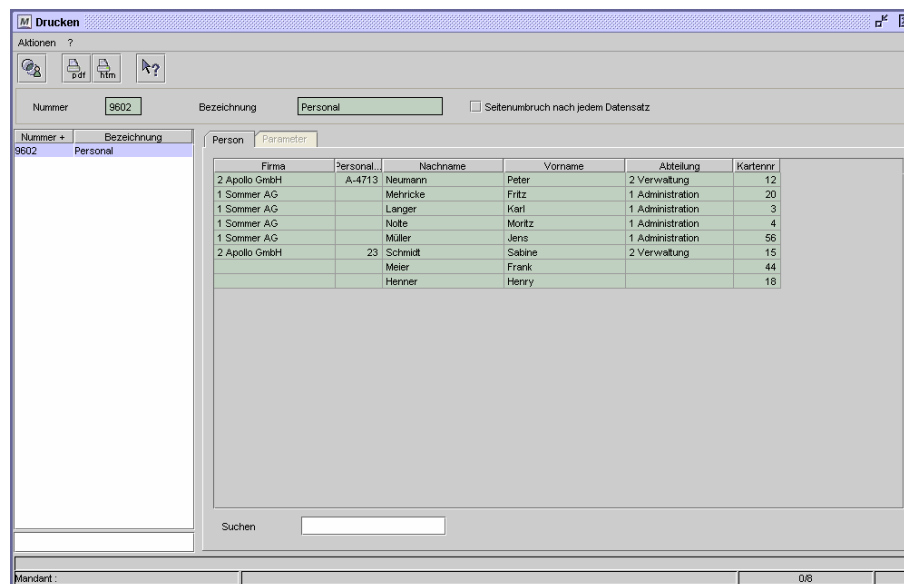 Drucken
Aktionen ?
pdf htm
Nummer 9602 Bezeichnung Personal Seitenumbruch nach jedem Datensatz
Nummer + Bezeichnung
9602 Personal
Person Parameter
Firma Personal... Nachname Vorname Abteilung Kartennr.
2 Apollo GmbH A-4713 Neumann Peter 2 Verwaltung 12
1 Sommer AG Mehricke Fritz 1 Administration 20
1 Sommer AG Langer Karl 1 Administration 3
1 Sommer AG Nolte Moritz 1 Administration 4
1 Sommer AG Müller Jens 1 Administration 56
2 Apollo GmbH 23 Schmidt Sabine 2 Verwaltung 15
Meier Frank 44
Henner Henry 18
Suchen
Mandant : 0/8